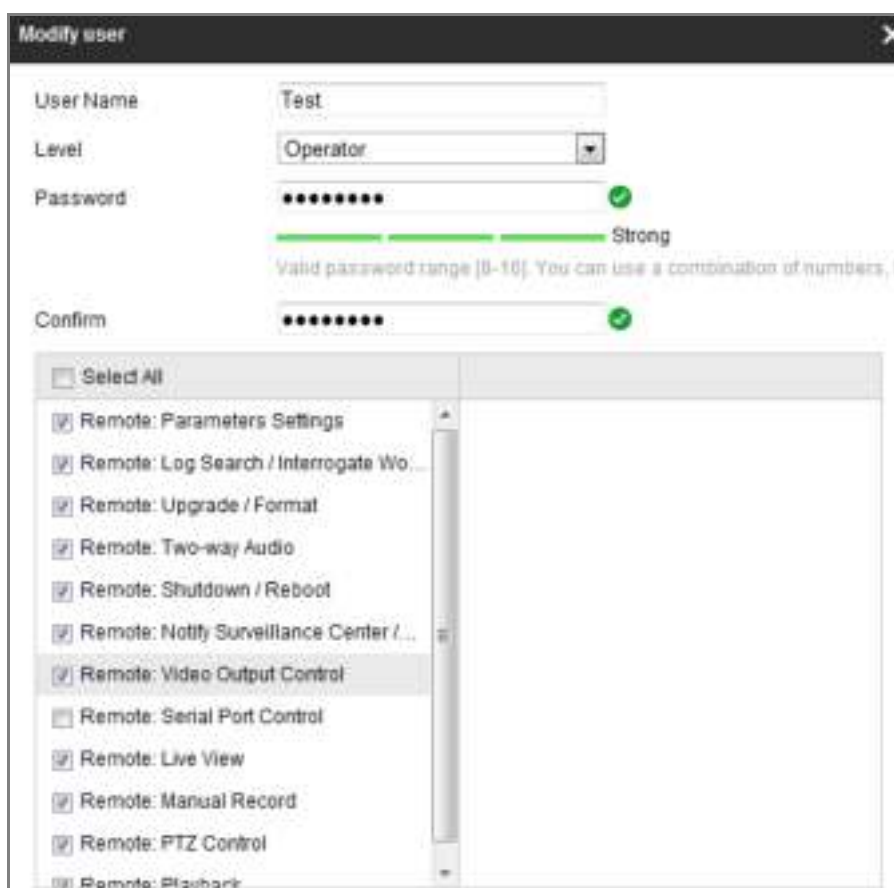 Modify user
User Name Test
Level Operator
Password ●●●●●●●●
Strong
Valid password range [8-16]. You can use a combination of numbers,
Confirm ●●●●●●●●
Select All
Remote: Parameters Settings
Remote: Log Search / Interrogate Wo...
Remote: Upgrade / Format
Remote: Two-way Audio
Remote: Shutdown / Reboot
Remote: Notify Surveillance Center /...
Remote: Video Output Control
Remote: Serial Port Control
Remote: Live View
Remote: Manual Record
Remote: PTZ Control
Remote: Playback